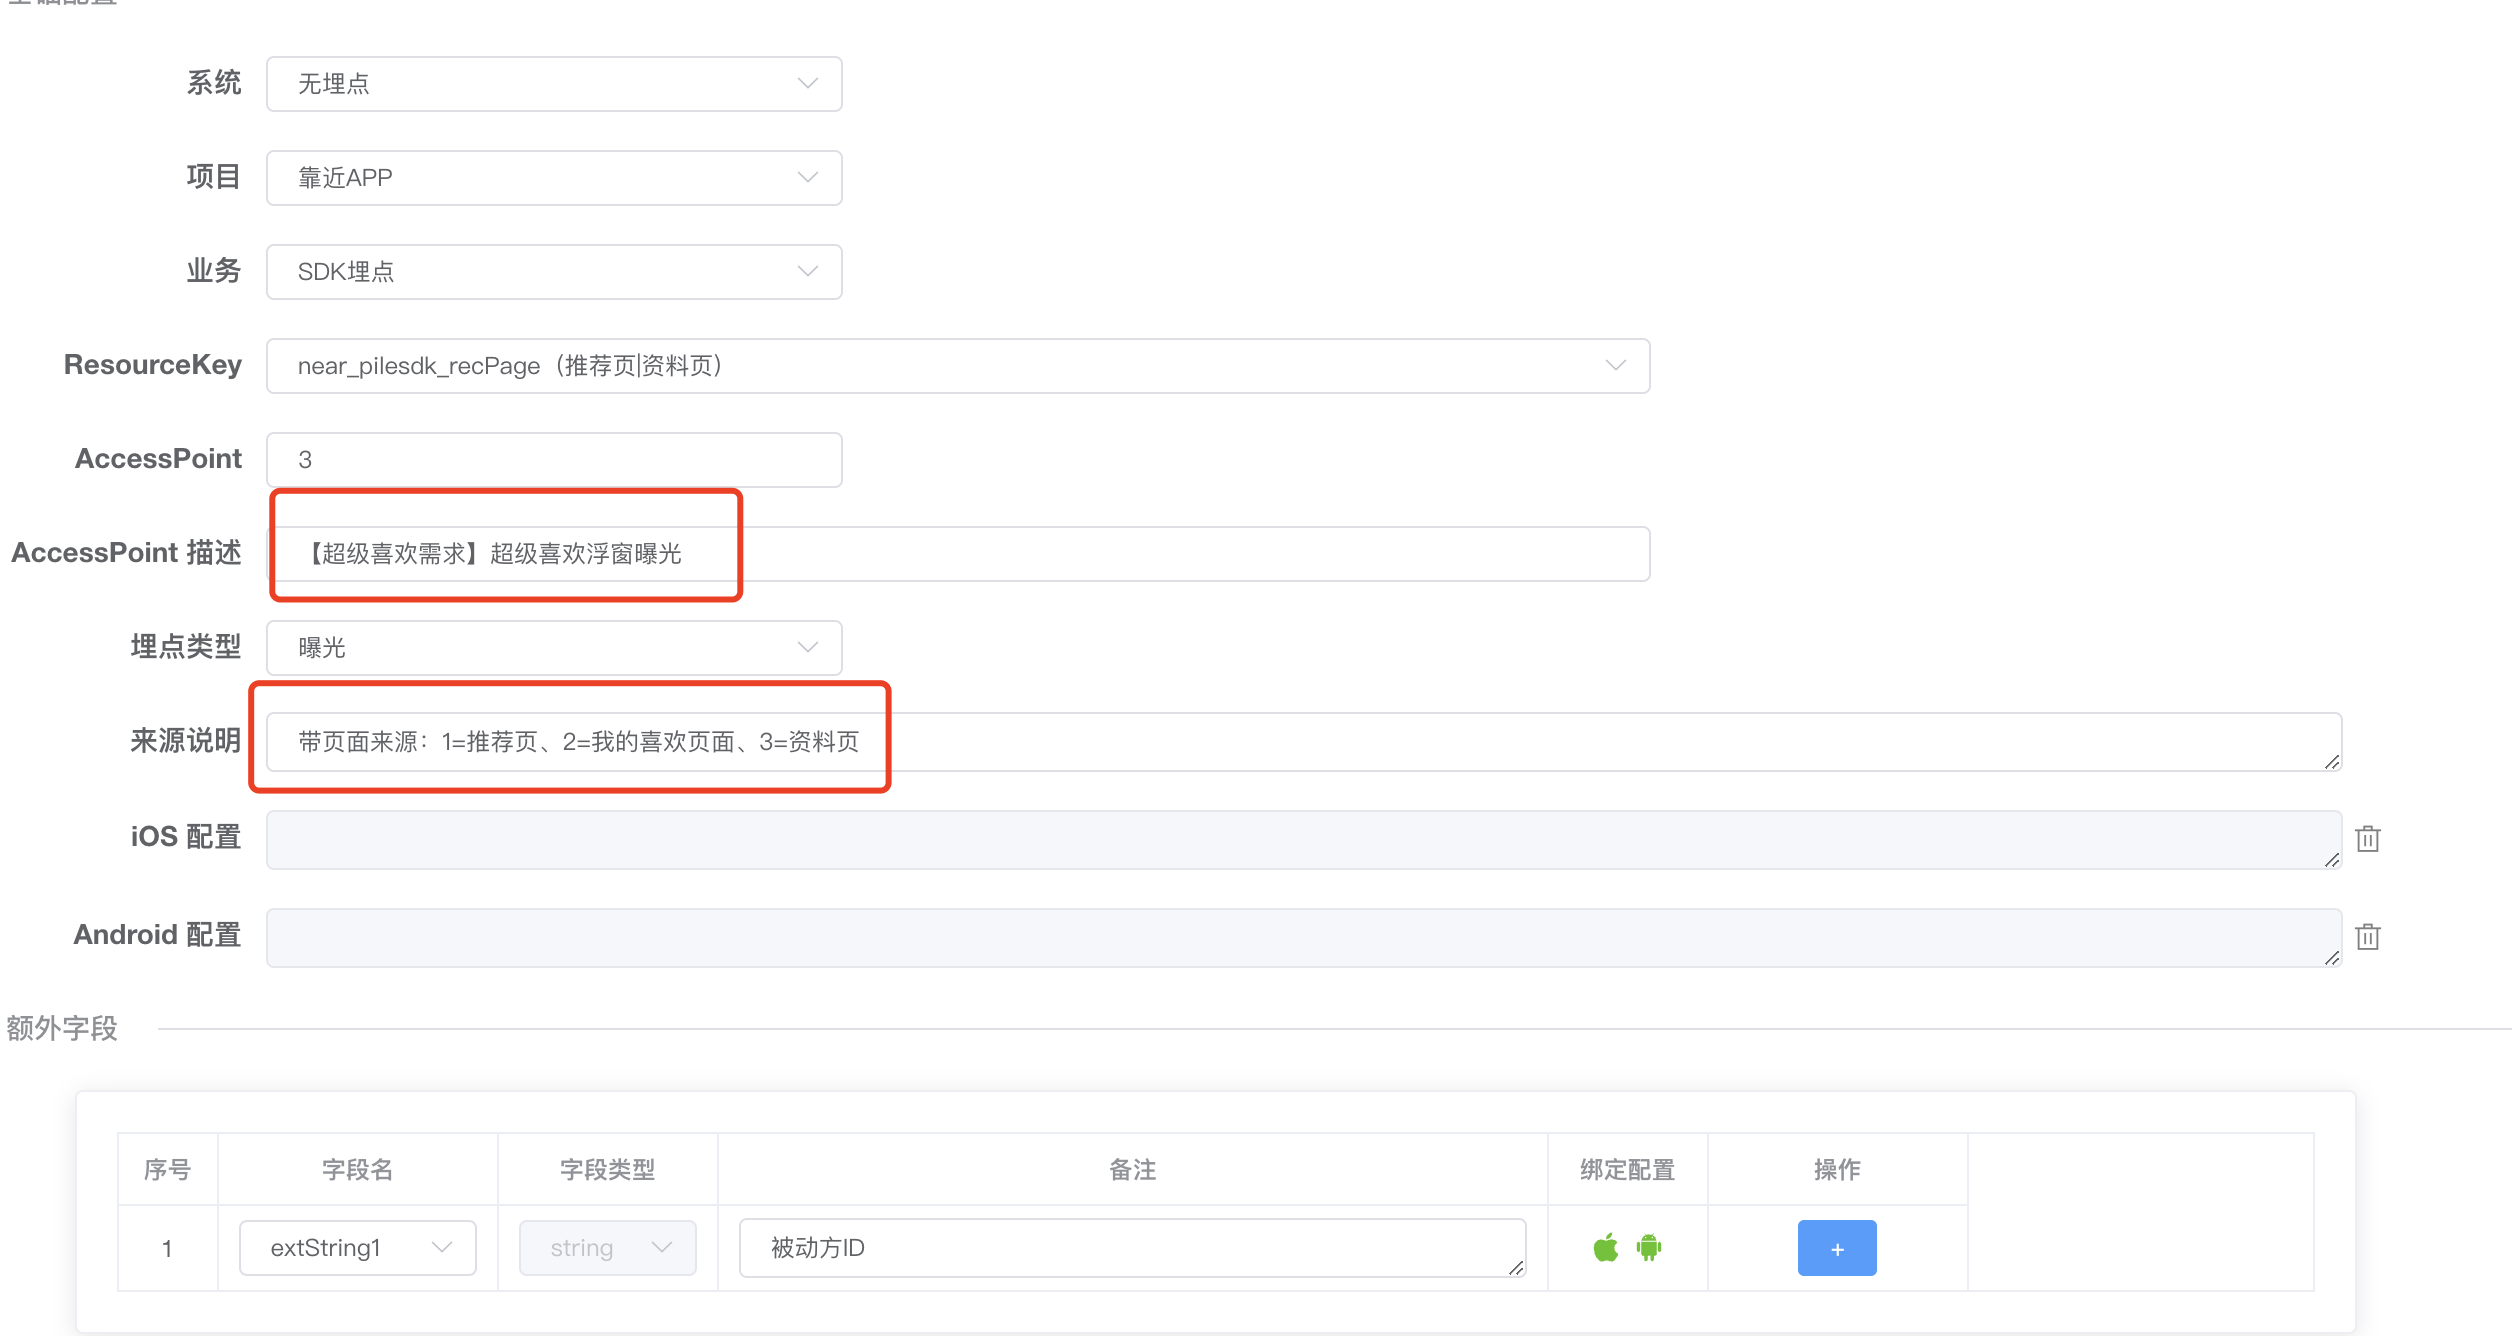 系统 无埋点
项目 靠近APP
业务 SDK埋点
ResourceKey near_pilesdk_recPage（推荐页|资料页）
AccessPoint 3
AccessPoint 描述 【超级喜欢需求】超级喜欢浮窗曝光
埋点类型 曝光
来源说明 带页面来源：1=推荐页、2=我的喜欢页面、3=资料页
iOS 配置
Android 配置
额外字段
序号 字段名 字段类型 备注 绑定配置 操作
1 extString1 string 被动方ID +